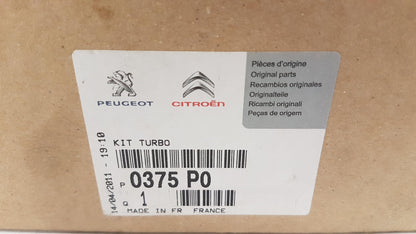 PEUGEOT
CITROËN
Pièces d'origine
Original parts
Recambios originales
Originalteile
Ricambi originali
Peças de origem
KIT TURBO
P 0375 P0
Q 1
MADE IN FR FRANCE
14/04/2011 - 19:10